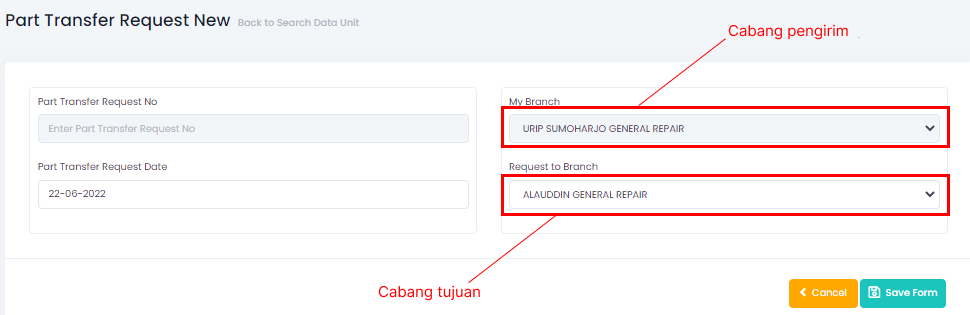 Part Transfer Request New Back to Search Data Unit
Cabang pengirim
Part Transfer Request No
Enter Part Transfer Request No
My Branch
URIP SUMOHARJO GENERAL REPAIR
Part Transfer Request Date
22-06-2022
Request to Branch
ALAUDDIN GENERAL REPAIR
Cabang tujuan
Cancel
Save Form